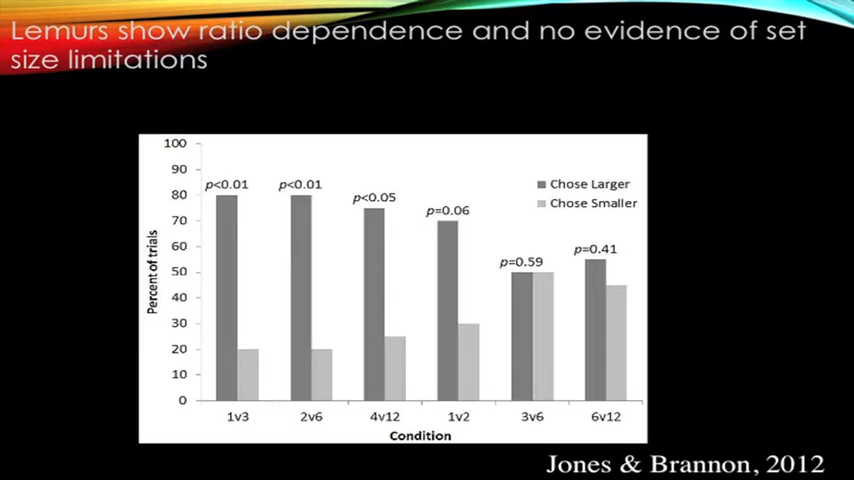 Lemurs show ratio dependence and no evidence of set
size limitations
100
90
80
70
60
50
40
30
20
10
0
Percent of trials
p<0.01
p<0.01
p<0.05
p=0.06
p=0.59
p=0.41
Chose Larger
Chose Smaller
1v3 2v6 4v12 1v2 3v6 6v12
Condition
Jones & Brannon, 2012